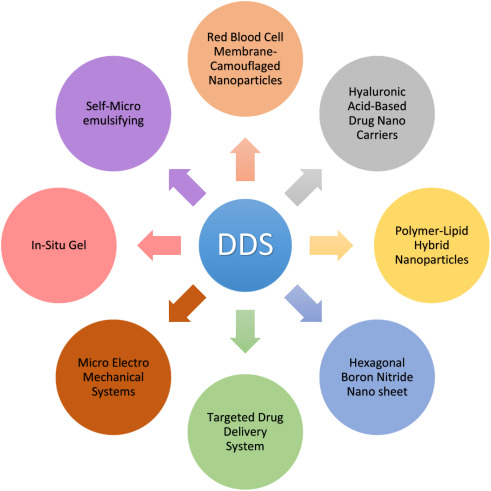 Red Blood Cell
Membrane-
Camouflaged
Nanoparticles
Hyaluronic
Acid-Based
Drug Nano
Carriers
Polymer-Lipid
Hybrid
Nanoparticles
Hexagonal
Boron Nitride
Nano sheet
Targeted Drug
Delivery
System
Micro Electro
Mechanical
Systems
In-Situ Gel
Self-Micro
emulsifying
DDS